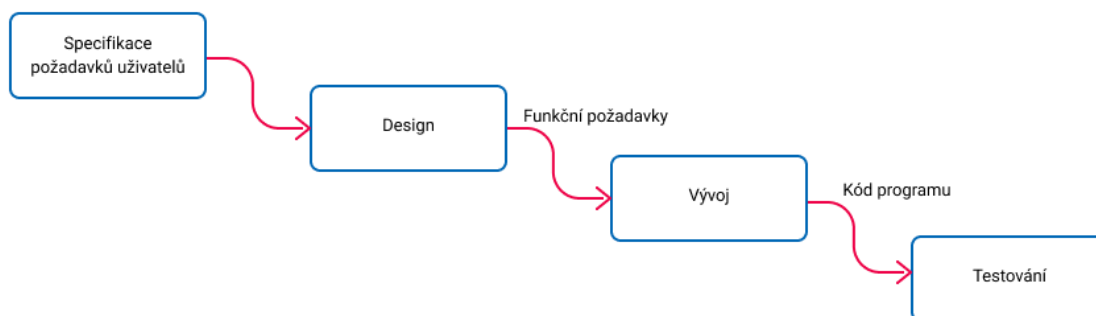 Specifikace
požadavků uživatelů
Design
Funkční požadavky
Vývoj
Kód programu
Testování